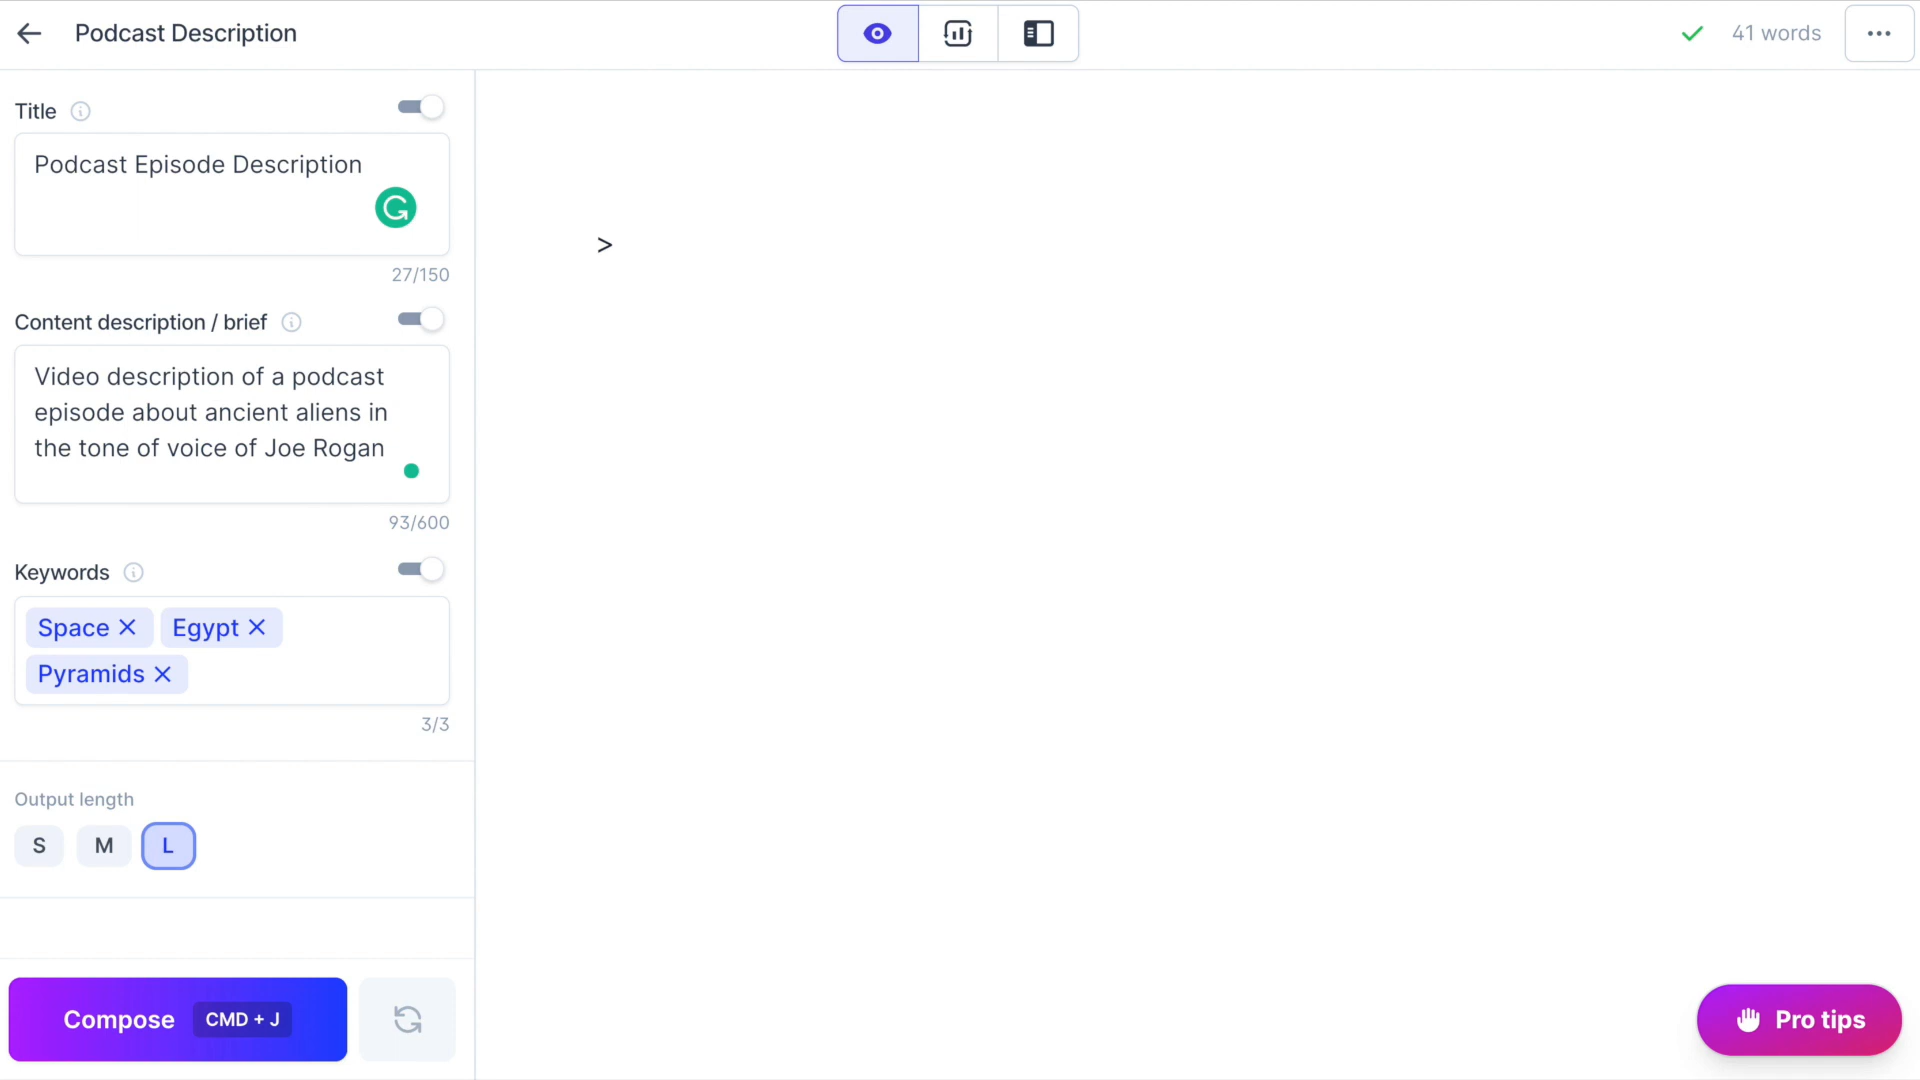 Podcast Description
41 words
Title
Podcast Episode Description
27/150
Content description / brief
Video description of a podcast
episode about ancient aliens in
the tone of voice of Joe Rogan
93/600
Keywords
Space Egypt
Pyramids
3/3
Output length
S M L
Compose CMD + J
>
Pro tips